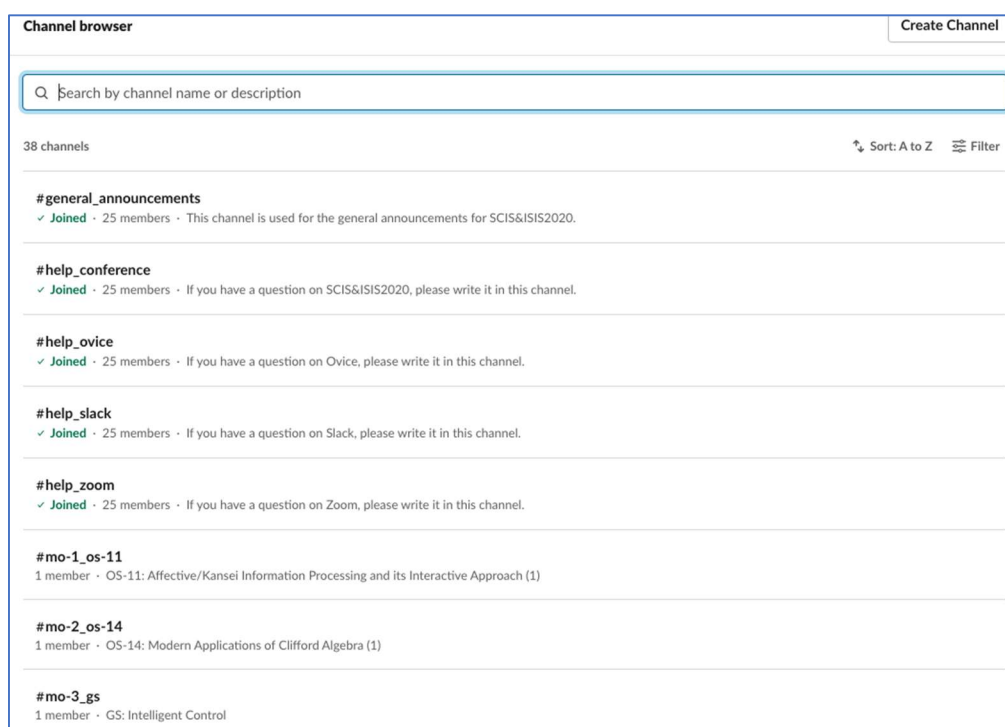 Channel browser
Create Channel
Search by channel name or description
38 channels
Sort: A to Z
Filter
#general_announcements
✓ Joined · 25 members · This channel is used for the general announcements for SCIS&ISIS2020.
#help_conference
✓ Joined · 25 members · If you have a question on SCIS&ISIS2020, please write it in this channel.
#help_ovice
✓ Joined · 25 members · If you have a question on Ovice, please write it in this channel.
#help_slack
✓ Joined · 25 members · If you have a question on Slack, please write it in this channel.
#help_zoom
✓ Joined · 25 members · If you have a question on Zoom, please write it in this channel.
#mo-1_os-11
1 member · OS-11: Affective/Kansei Information Processing and its Interactive Approach (1)
#mo-2_os-14
1 member · OS-14: Modern Applications of Clifford Algebra (1)
#mo-3_gs
1 member · GS: Intelligent Control